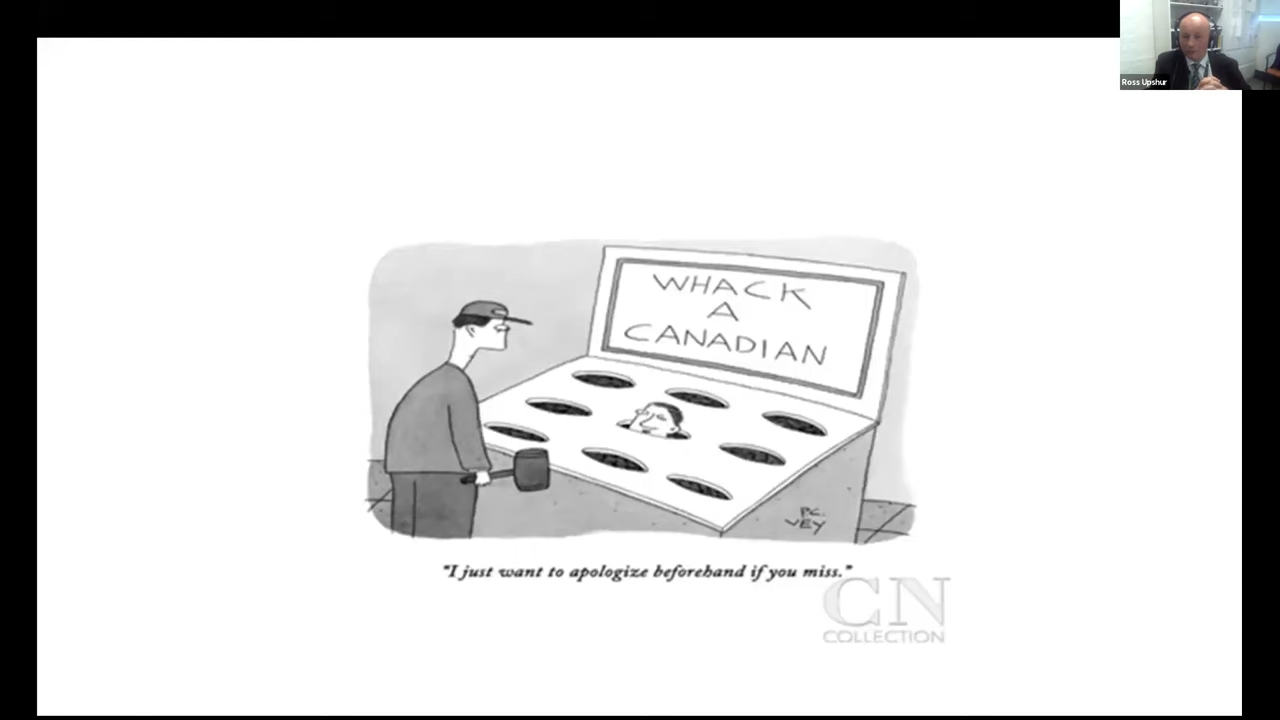 Ross Upshur
WHACK
A
CANADIAN
P.C.
VEY
"I just want to apologize beforehand if you miss."
CN
COLLECTION